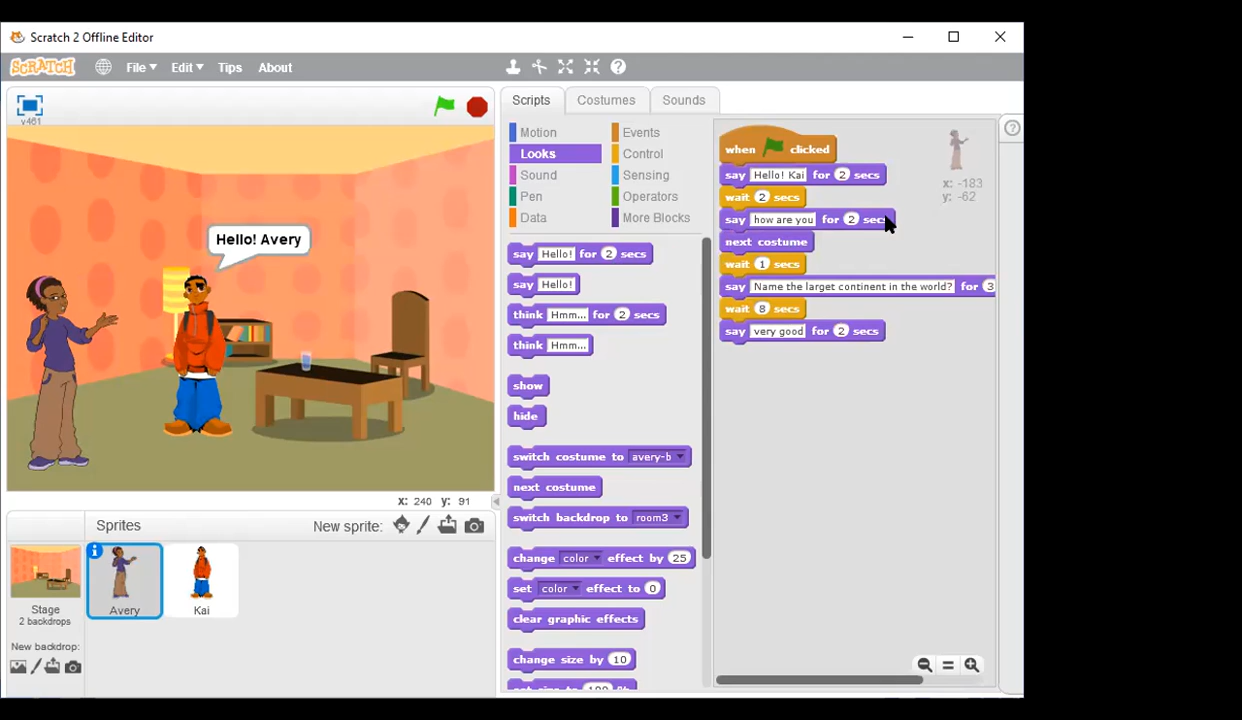 Scratch 2 Offline Editor
SCRATCH File Edit Tips About
v461
Hello! Avery
x: 240 y: 91
Sprites New sprite:
Stage
2 backdrops
New backdrop:
Avery
Kai
Scripts Costumes Sounds
Motion Events
Looks Control
Sound Sensing
Pen Operators
Data More Blocks
say Hello! for 2 secs
say Hello!
think Hmm... for 2 secs
think Hmm...
show
hide
switch costume to avery-b
next costume
switch backdrop to room3
change color effect by 25
set color effect to 0
clear graphic effects
change size by 10
when clicked
say Hello! Kai for 2 secs
wait 2 secs
say how are you for 2 secs
next costume
wait 1 secs
say Name the larget continent in the world? for 3
wait 8 secs
say very good for 2 secs
x: -183
y: -62